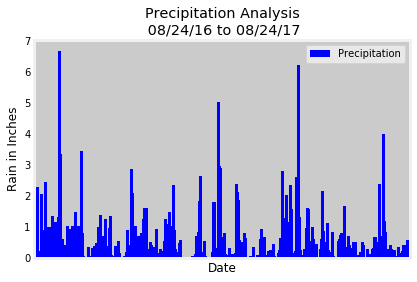 Precipitation Analysis
08/24/16 to 08/24/17
Precipitation
Rain in Inches
7
6
5
4
3
2
1
0
Date